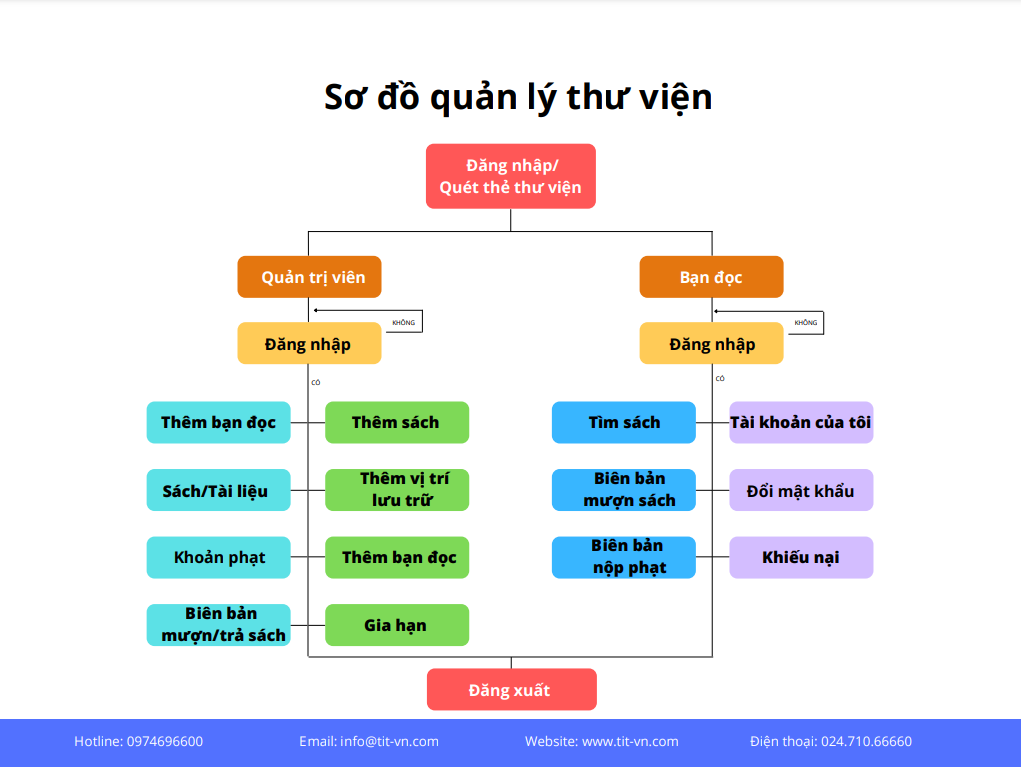 Sơ đồ quản lý thư viện
Đăng nhập/
Quét thẻ thư viện
Quản trị viên
Bạn đọc
KHÔNG
KHÔNG
Đăng nhập
Đăng nhập
CÓ
CÓ
Thêm bạn đọc
Thêm sách
Tìm sách
Tài khoản của tôi
Sách/Tài liệu
Thêm vị trí
lưu trữ
Biên bản
mượn sách
Đổi mật khẩu
Khoản phạt
Thêm bạn đọc
Biên bản
nộp phạt
Khiếu nại
Biên bản
mượn/trả sách
Gia hạn
Đăng xuất
Hotline: 0974696600
Email: info@tit-vn.com
Website: www.tit-vn.com
Điện thoại: 024.710.66660